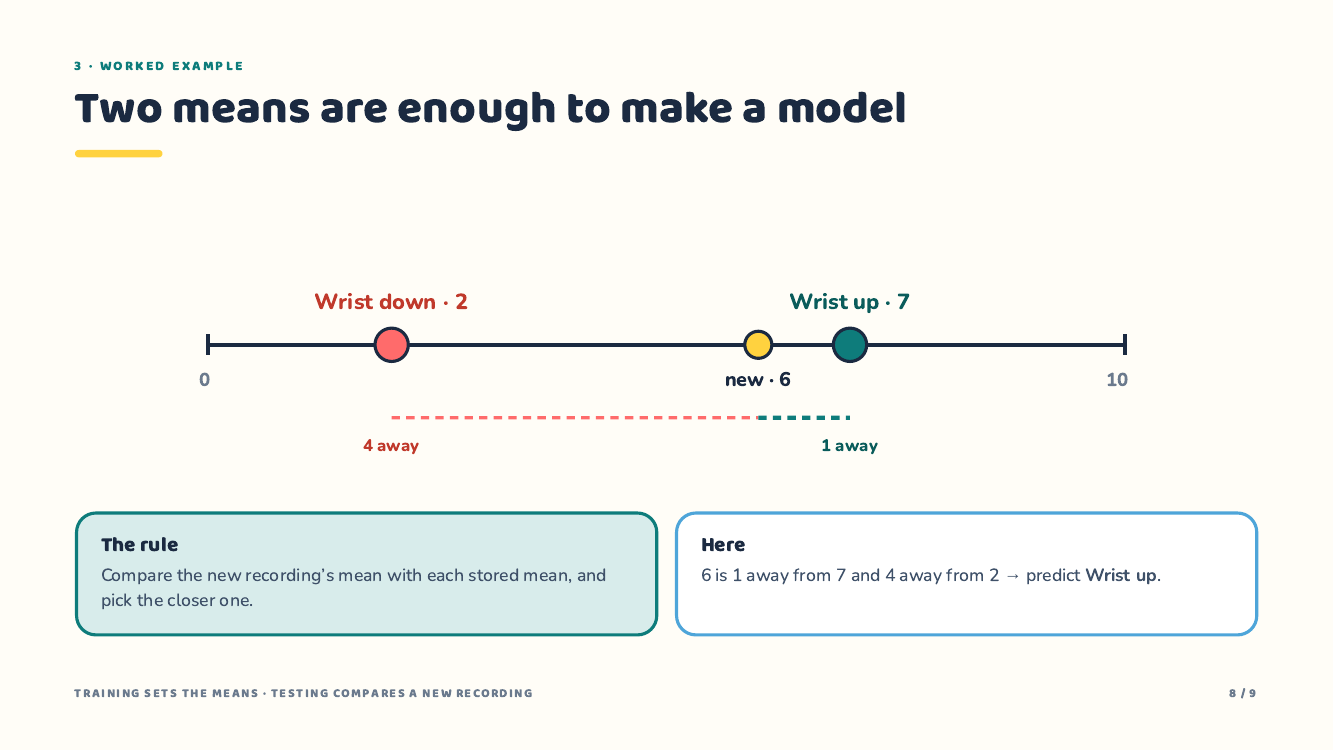 3 · WORKED EXAMPLE
Two means are enough to make a model
Wrist down · 2
Wrist up · 7
0
new · 6
10
4 away
1 away
The rule
Compare the new recording’s mean with each stored mean, and
pick the closer one.
Here
6 is 1 away from 7 and 4 away from 2 → predict Wrist up.
TRAINING SETS THE MEANS · TESTING COMPARES A NEW RECORDING
8 / 9